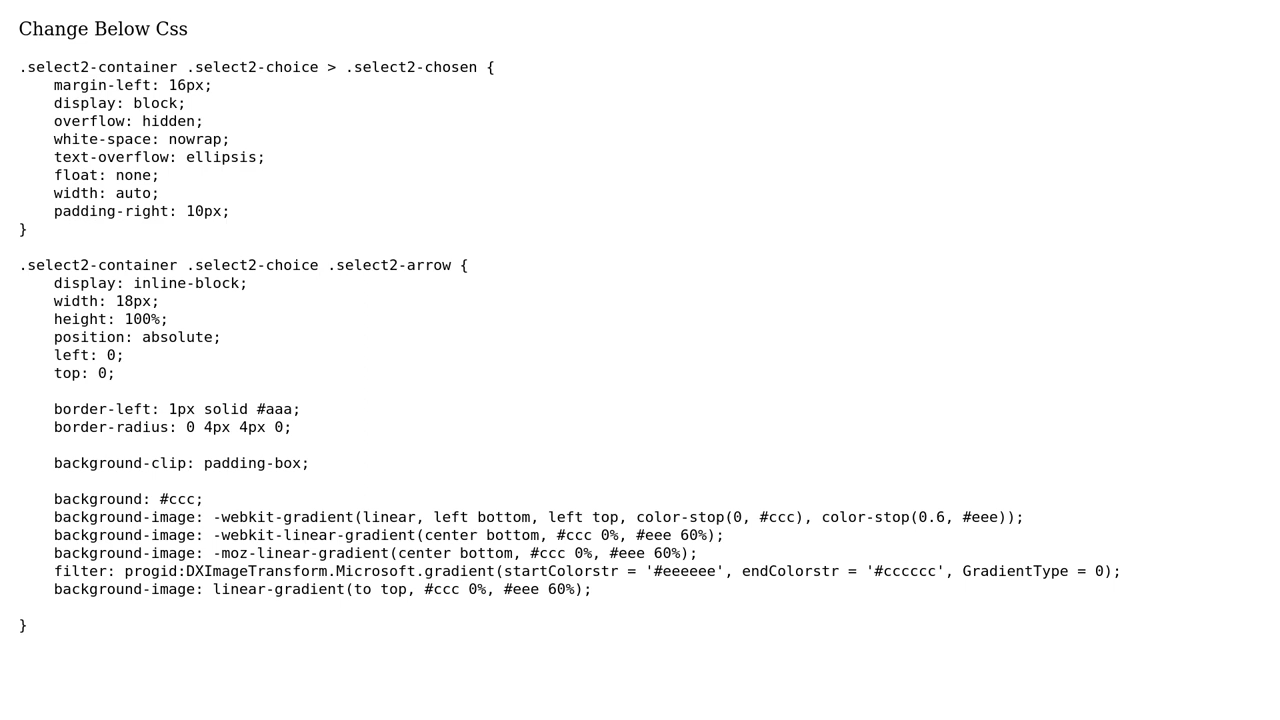 Change Below Css
.select2-container .select2-choice > .select2-chosen {
    margin-left: 16px;
    display: block;
    overflow: hidden;
    white-space: nowrap;
    text-overflow: ellipsis;
    float: none;
    width: auto;
    padding-right: 10px;
}
.select2-container .select2-choice .select2-arrow {
    display: inline-block;
    width: 18px;
    height: 100%;
    position: absolute;
    left: 0;
    top: 0;
    border-left: 1px solid #aaa;
    border-radius: 0 4px 4px 0;
    background-clip: padding-box;
    background: #ccc;
    background-image: -webkit-gradient(linear, left bottom, left top, color-stop(0, #ccc), color-stop(0.6, #eee));
    background-image: -webkit-linear-gradient(center bottom, #ccc 0%, #eee 60%);
    background-image: -moz-linear-gradient(center bottom, #ccc 0%, #eee 60%);
    filter: progid:DXImageTransform.Microsoft.gradient(startColorstr = '#eeeeee', endColorstr = '#cccccc', GradientType = 0);
    background-image: linear-gradient(to top, #ccc 0%, #eee 60%);
}